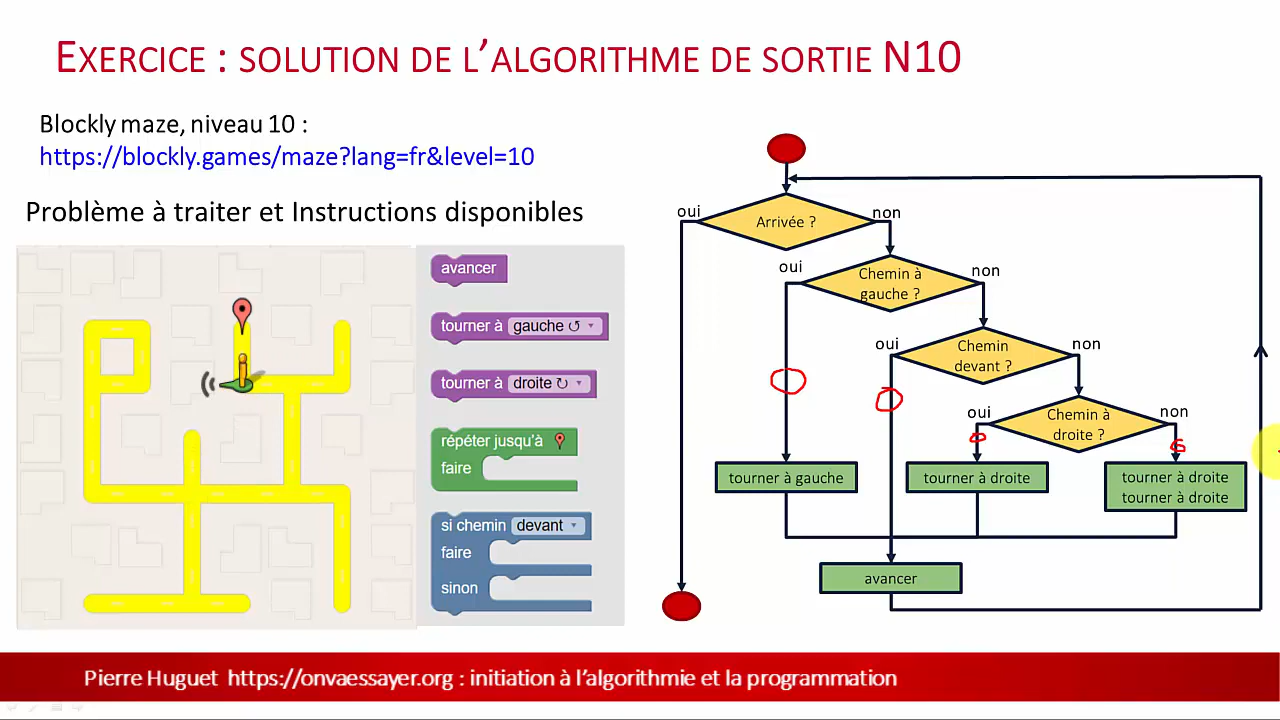 EXERCICE : SOLUTION DE L’ALGORITHME DE SORTIE N10
Blockly maze, niveau 10 :
https://blockly.games/maze?lang=fr&level=10
Problème à traiter et Instructions disponibles
avancer
tourner à gauche ↺ ▾
tourner à droite ↻ ▾
répéter jusqu'à
faire
si chemin devant ▾
faire
sinon
Arrivée ?
oui
non
Chemin à
gauche ?
oui
non
Chemin
devant ?
oui
non
Chemin à
droite ?
oui
non
tourner à gauche
tourner à droite
tourner à droite
tourner à droite
avancer
Pierre Huguet https://onvaessayer.org : initiation à l’algorithmie et la programmation